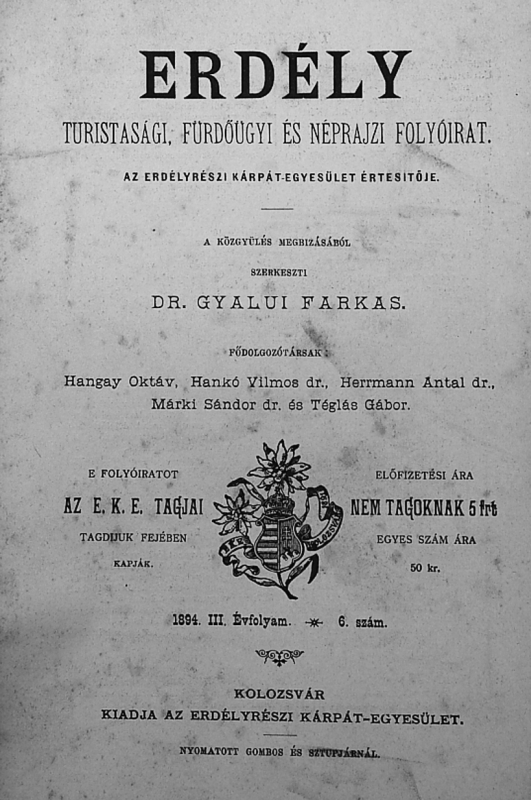 ERDÉLY
TURISTASÁGI, FÜRDŐÜGYI ÉS NÉPRAJZI FOLYÓIRAT.
AZ ERDÉLYRÉSZI KÁRPÁT-EGYESÜLET ÉRTESITŐJE.
A KÖZGYÜLÉS MEGBIZÁSÁBÓL
SZERKESZTI
DR. GYALUI FARKAS.
FŐDOLGOZÓTÁRSAK:
Hangay Oktáv, Hankó Vilmos dr., Herrmann Antal dr.,
Márki Sándor dr. és Téglás Gábor.
E FOLYÓIRATOT
AZ E. K. E. TAGJAI
TAGDIJUK FEJÉBEN
KAPJÁK.
EKE
KOLOZSVÁR
ELŐFIZETÉSI ÁRA
NEM TAGOKNAK 5 frt
EGYES SZÁM ÁRA
50 kr.
1894. III. Évfolyam. 6. szám.
KOLOZSVÁR
KIADJA AZ ERDÉLYRÉSZI KÁRPÁT-EGYESÜLET.
NYOMATOTT GOMBOS ÉS SZTUPJÁRNÁL.